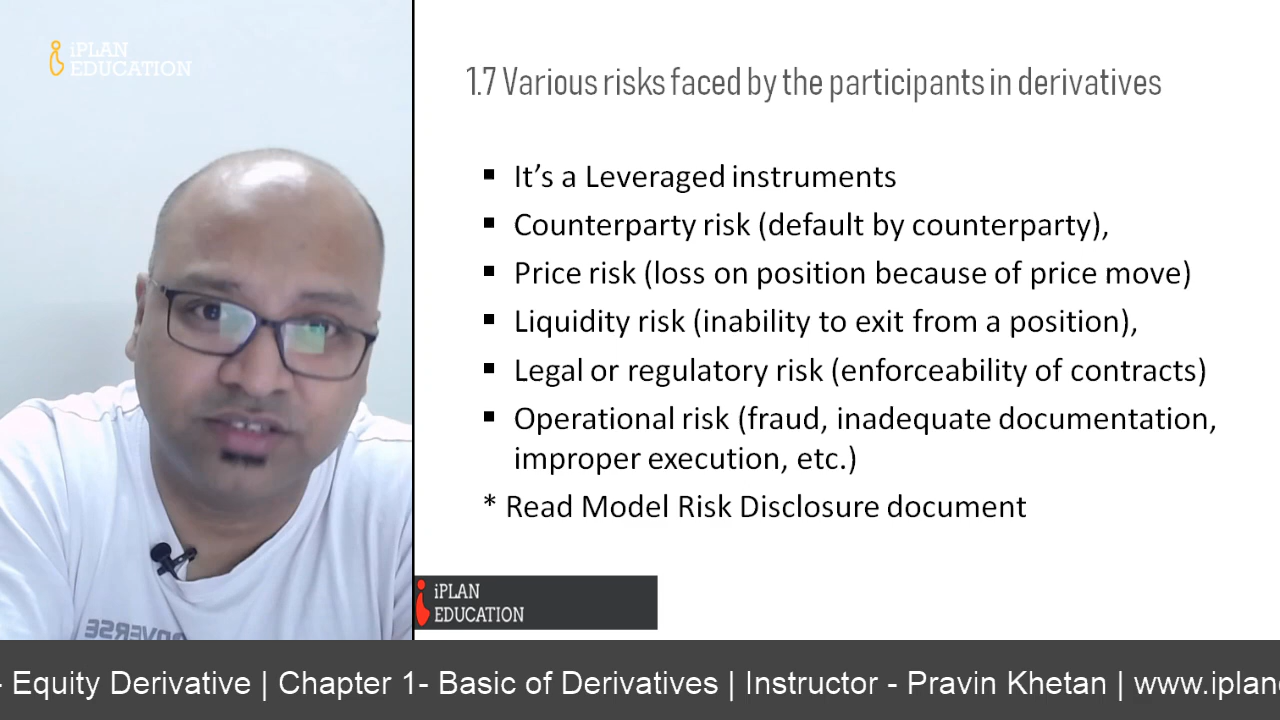 iPLAN
EDUCATION
1.7 Various risks faced by the participants in derivatives
▪ It's a Leveraged instruments
▪ Counterparty risk (default by counterparty),
▪ Price risk (loss on position because of price move)
▪ Liquidity risk (inability to exit from a position),
▪ Legal or regulatory risk (enforceability of contracts)
▪ Operational risk (fraud, inadequate documentation,
improper execution, etc.)
* Read Model Risk Disclosure document
iPLAN
EDUCATION
CONVERSE
- Equity Derivative | Chapter 1- Basic of Derivatives | Instructor - Pravin Khetan | www.iplan